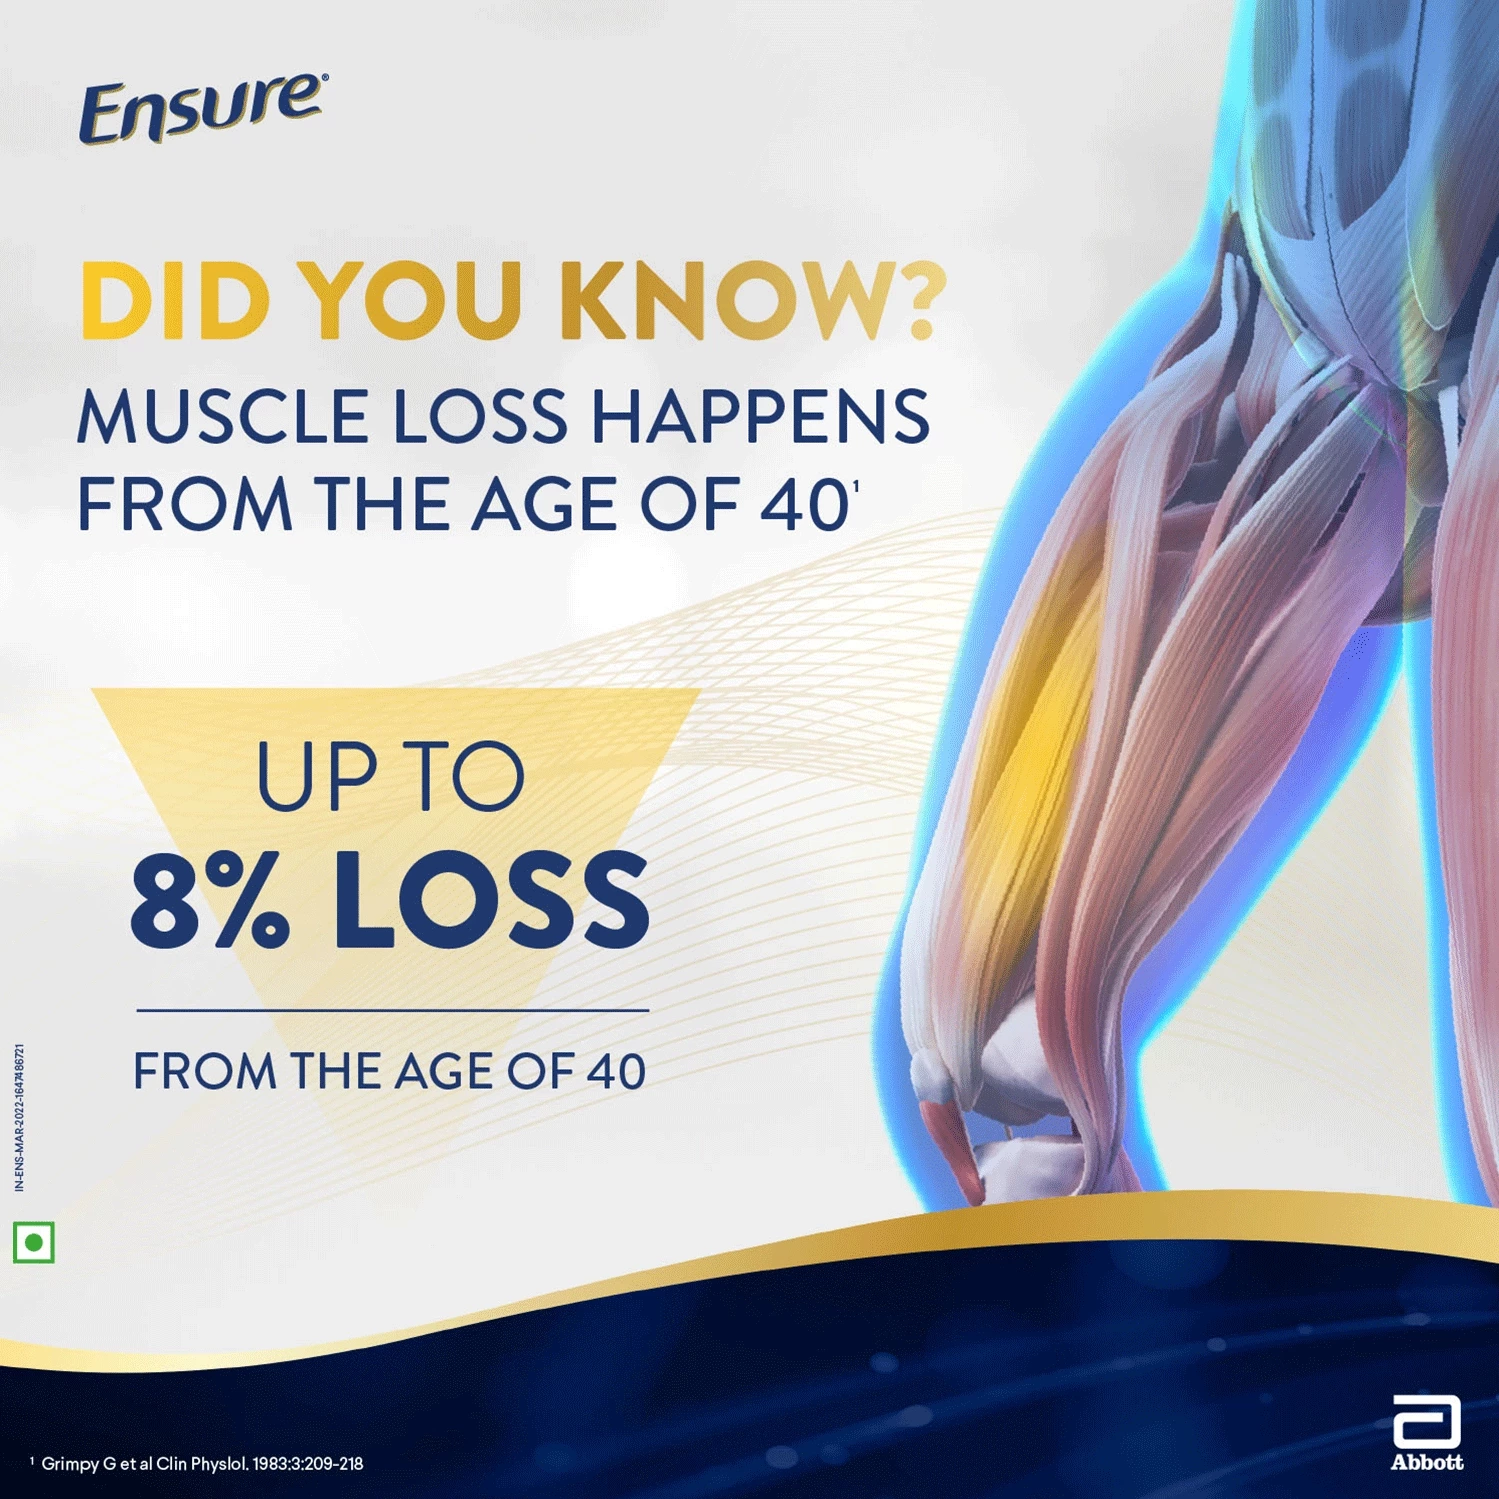 Ensure®
DID YOU KNOW?
MUSCLE LOSS HAPPENS
FROM THE AGE OF 40¹
UP TO
8% LOSS
FROM THE AGE OF 40
IN-ENS-MAR-2022-1647486721
¹ Grimpy G et al Clin Physlol. 1983:3:209-218
Abbott